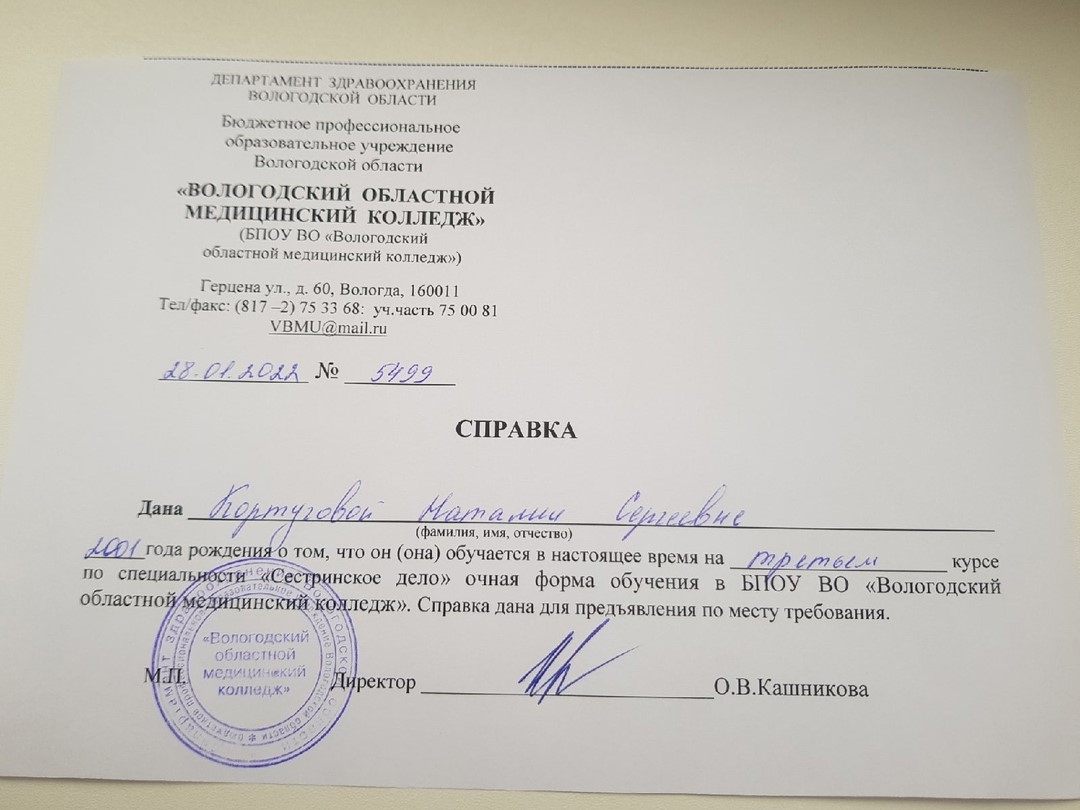 ДЕПАРТАМЕНТ ЗДРАВООХРАНЕНИЯ
ВОЛОГОДСКОЙ ОБЛАСТИ
Бюджетное профессиональное
образовательное учреждение
Вологодской области
«ВОЛОГОДСКИЙ ОБЛАСТНОЙ
МЕДИЦИНСКИЙ КОЛЛЕДЖ»
(БПОУ ВО «Вологодский
областной медицинский колледж»)
Герцена ул., д. 60, Вологда, 160011
Тел/факс: (817 –2) 75 33 68: уч.часть 75 00 81
VBMU@mail.ru
28.01.2022 № 5499
СПРАВКА
Дана Кортуговой Наталии Сергеевне
(фамилия, имя, отчество)
2001 года рождения о том, что он (она) обучается в настоящее время на третьем курсе
по специальности «Сестринское дело» очная форма обучения в БПОУ ВО «Вологодский
областной медицинский колледж». Справка дана для предъявления по месту требования.
«Вологодский
областной
медицинский
колледж»
М.П. Директор О.В.Кашникова